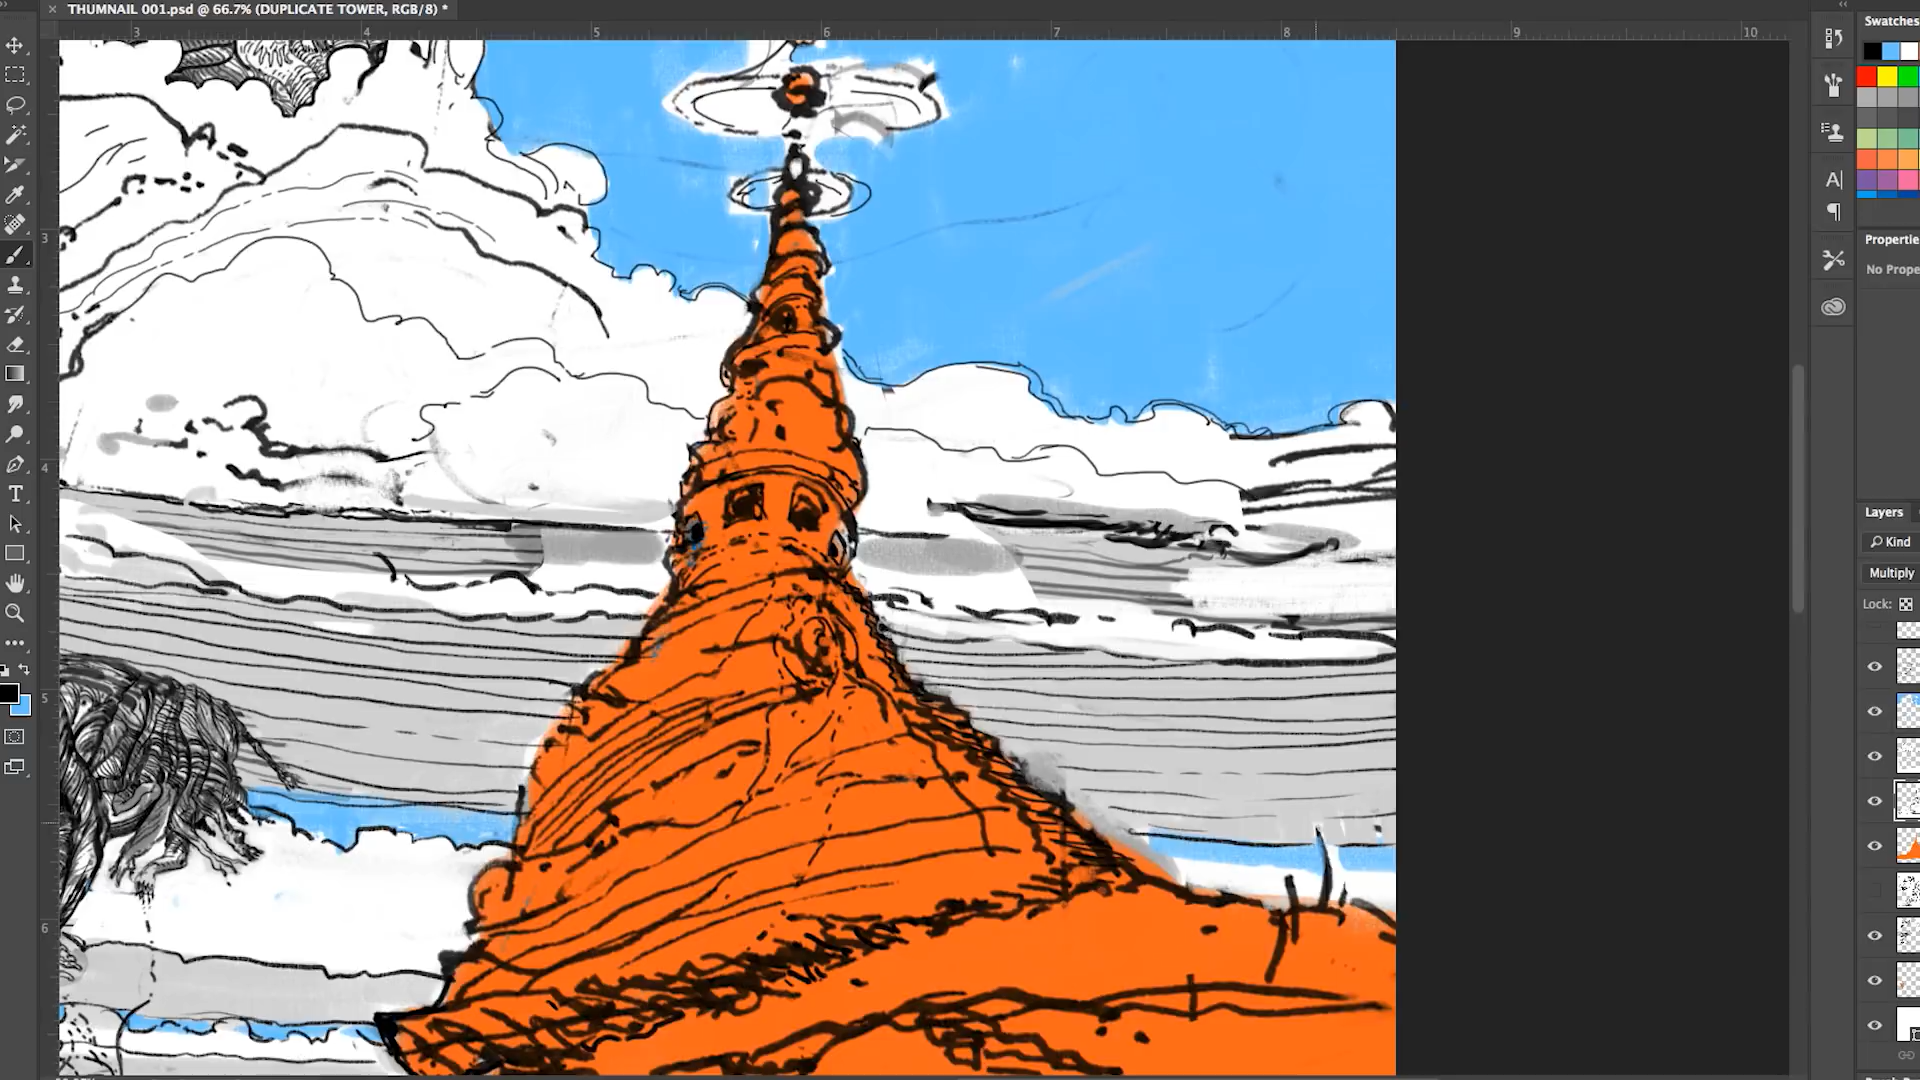 THUMNAIL 001.psd @ 66.7% (DUPLICATE TOWER, RGB/8) *
3 4 5 6 7 8 9 10
3
4
5
6
Swatches
Propertie
No Prope
Layers
Kind
Multiply
Lock: